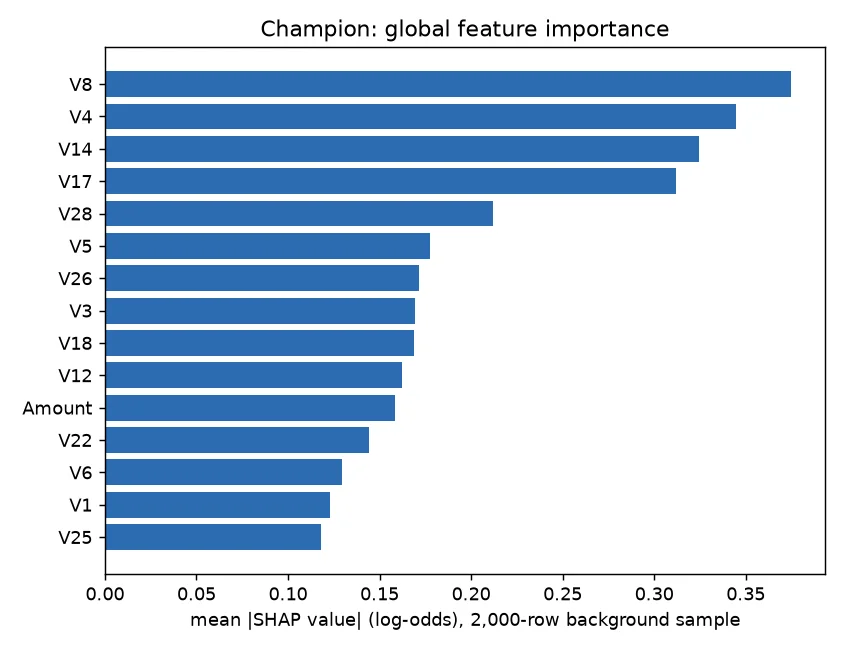 Champion: global feature importance
V8
V4
V14
V17
V28
V5
V26
V3
V18
V12
Amount
V22
V6
V1
V25
0.00 0.05 0.10 0.15 0.20 0.25 0.30 0.35
mean |SHAP value| (log-odds), 2,000-row background sample